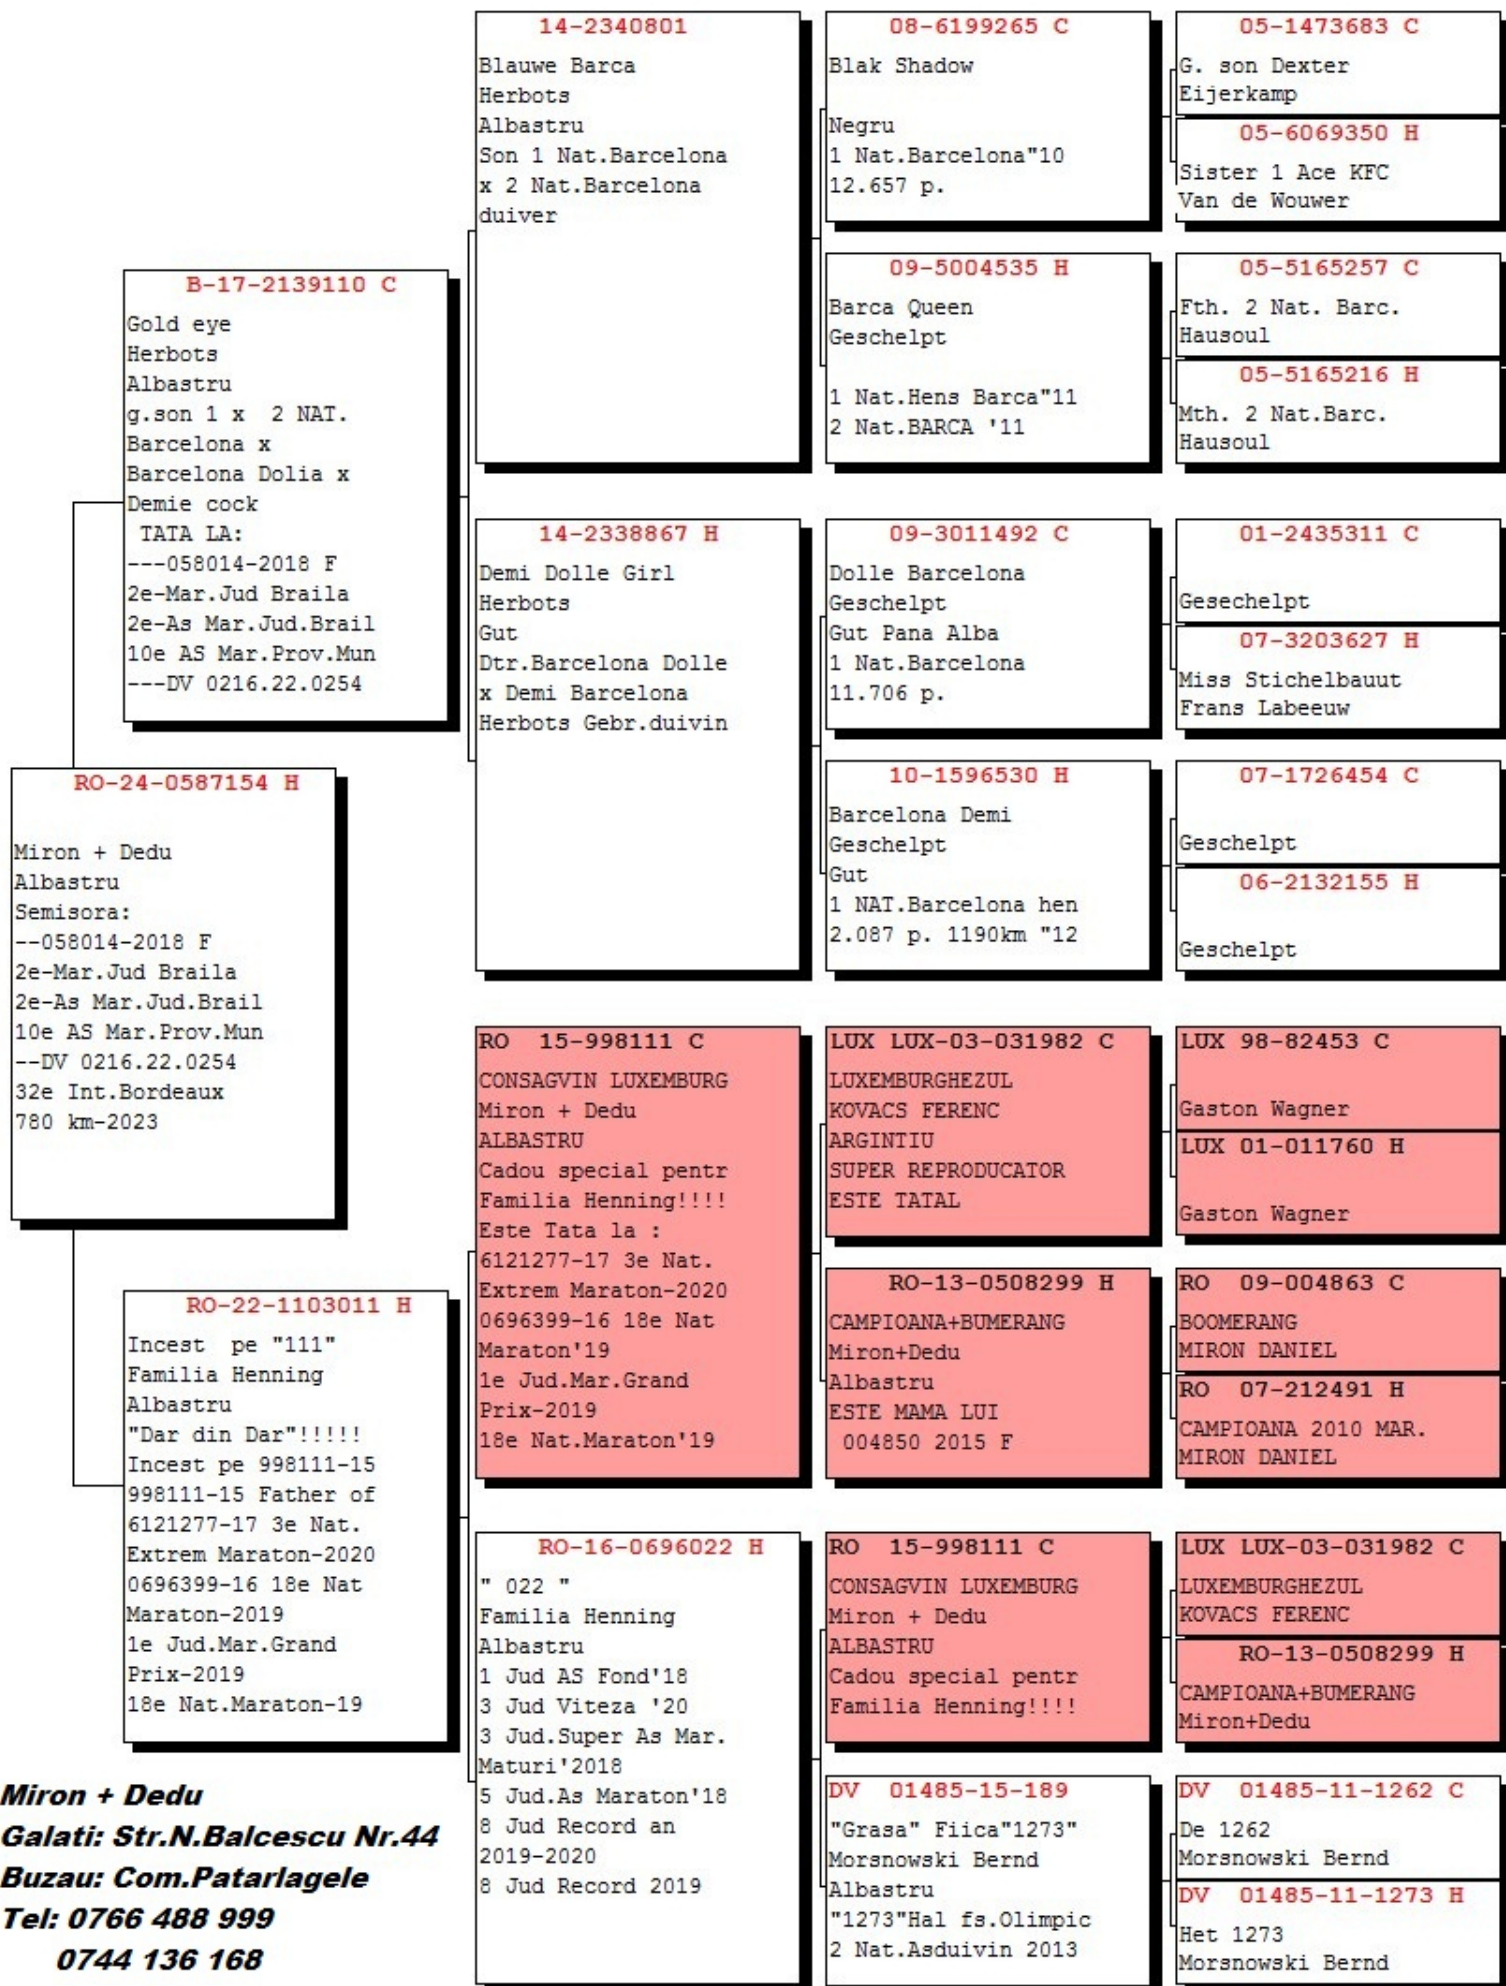 RO-24-0587154 H
Miron + Dedu
Albastru
Semisora:
--058014-2018 F
2e-Mar.Jud Braila
2e-As Mar.Jud.Brail
10e AS Mar.Prov.Mun
--DV 0216.22.0254
32e Int.Bordeaux
780 km-2023
B-17-2139110 C
Gold eye
Herbots
Albastru
g.son 1 x  2 NAT.
Barcelona x
Barcelona Dolia x
Demie cock
TATA LA:
---058014-2018 F
2e-Mar.Jud Braila
2e-As Mar.Jud.Brail
10e AS Mar.Prov.Mun
---DV 0216.22.0254
RO-22-1103011 H
Incest  pe "111"
Familia Henning
Albastru
"Dar din Dar"!!!!!
Incest pe 998111-15
998111-15 Father of
6121277-17 3e Nat.
Extrem Maraton-2020
0696399-16 18e Nat
Maraton-2019
1e Jud.Mar.Grand
Prix-2019
18e Nat.Maraton-19
14-2340801
Blauwe Barca
Herbots
Albastru
Son 1 Nat.Barcelona
x 2 Nat.Barcelona
duiver
14-2338867 H
Demi Dolle Girl
Herbots
Gut
Dtr.Barcelona Dolle
x Demi Barcelona
Herbots Gebr.duivin
RO  15-998111 C
CONSAGVIN LUXEMBURG
Miron + Dedu
ALBASTRU
Cadou special pentr
Familia Henning!!!!
Este Tata la :
6121277-17 3e Nat.
Extrem Maraton-2020
0696399-16 18e Nat
Maraton'19
1e Jud.Mar.Grand
Prix-2019
18e Nat.Maraton'19
RO-16-0696022 H
" 022 "
Familia Henning
Albastru
1 Jud AS Fond'18
3 Jud Viteza '20
3 Jud.Super As Mar.
Maturi'2018
5 Jud.As Maraton'18
8 Jud Record an
2019-2020
8 Jud Record 2019
08-6199265 C
Blak Shadow
Negru
1 Nat.Barcelona"10
12.657 p.
09-5004535 H
Barca Queen
Geschelpt
1 Nat.Hens Barca"11
2 Nat.BARCA '11
09-3011492 C
Dolle Barcelona
Geschelpt
Gut Pana Alba
1 Nat.Barcelona
11.706 p.
10-1596530 H
Barcelona Demi
Geschelpt
Gut
1 NAT.Barcelona hen
2.087 p. 1190km "12
LUX LUX-03-031982 C
LUXEMBURGHEZUL
KOVACS FERENC
ARGINTIU
SUPER REPRODUCATOR
ESTE TATAL
RO-13-0508299 H
CAMPIOANA+BUMERANG
Miron+Dedu
Albastru
ESTE MAMA LUI
004850 2015 F
RO  15-998111 C
CONSAGVIN LUXEMBURG
Miron + Dedu
ALBASTRU
Cadou special pentr
Familia Henning!!!!
DV  01485-15-189
"Grasa" Fiica"1273"
Morsnowski Bernd
Albastru
"1273"Hal fs.Olimpic
2 Nat.Asduivin 2013
05-1473683 C
G. son Dexter
Eijerkamp
05-6069350 H
Sister 1 Ace KFC
Van de Wouwer
05-5165257 C
Fth. 2 Nat. Barc.
Hausoul
05-5165216 H
Mth. 2 Nat.Barc.
Hausoul
01-2435311 C
Gesechelpt
07-3203627 H
Miss Stichelbauut
Frans Labeeuw
07-1726454 C
Geschelpt
06-2132155 H
Geschelpt
LUX 98-82453 C
Gaston Wagner
LUX 01-011760 H
Gaston Wagner
RO  09-004863 C
BOOMERANG
MIRON DANIEL
RO  07-212491 H
CAMPIOANA 2010 MAR.
MIRON DANIEL
LUX LUX-03-031982 C
LUXEMBURGHEZUL
KOVACS FERENC
RO-13-0508299 H
CAMPIOANA+BUMERANG
Miron+Dedu
DV  01485-11-1262 C
De 1262
Morsnowski Bernd
DV  01485-11-1273 H
Het 1273
Morsnowski Bernd
Miron + Dedu
Galati: Str.N.Balcescu Nr.44
Buzau: Com.Patarlagele
Tel: 0766 488 999
0744 136 168